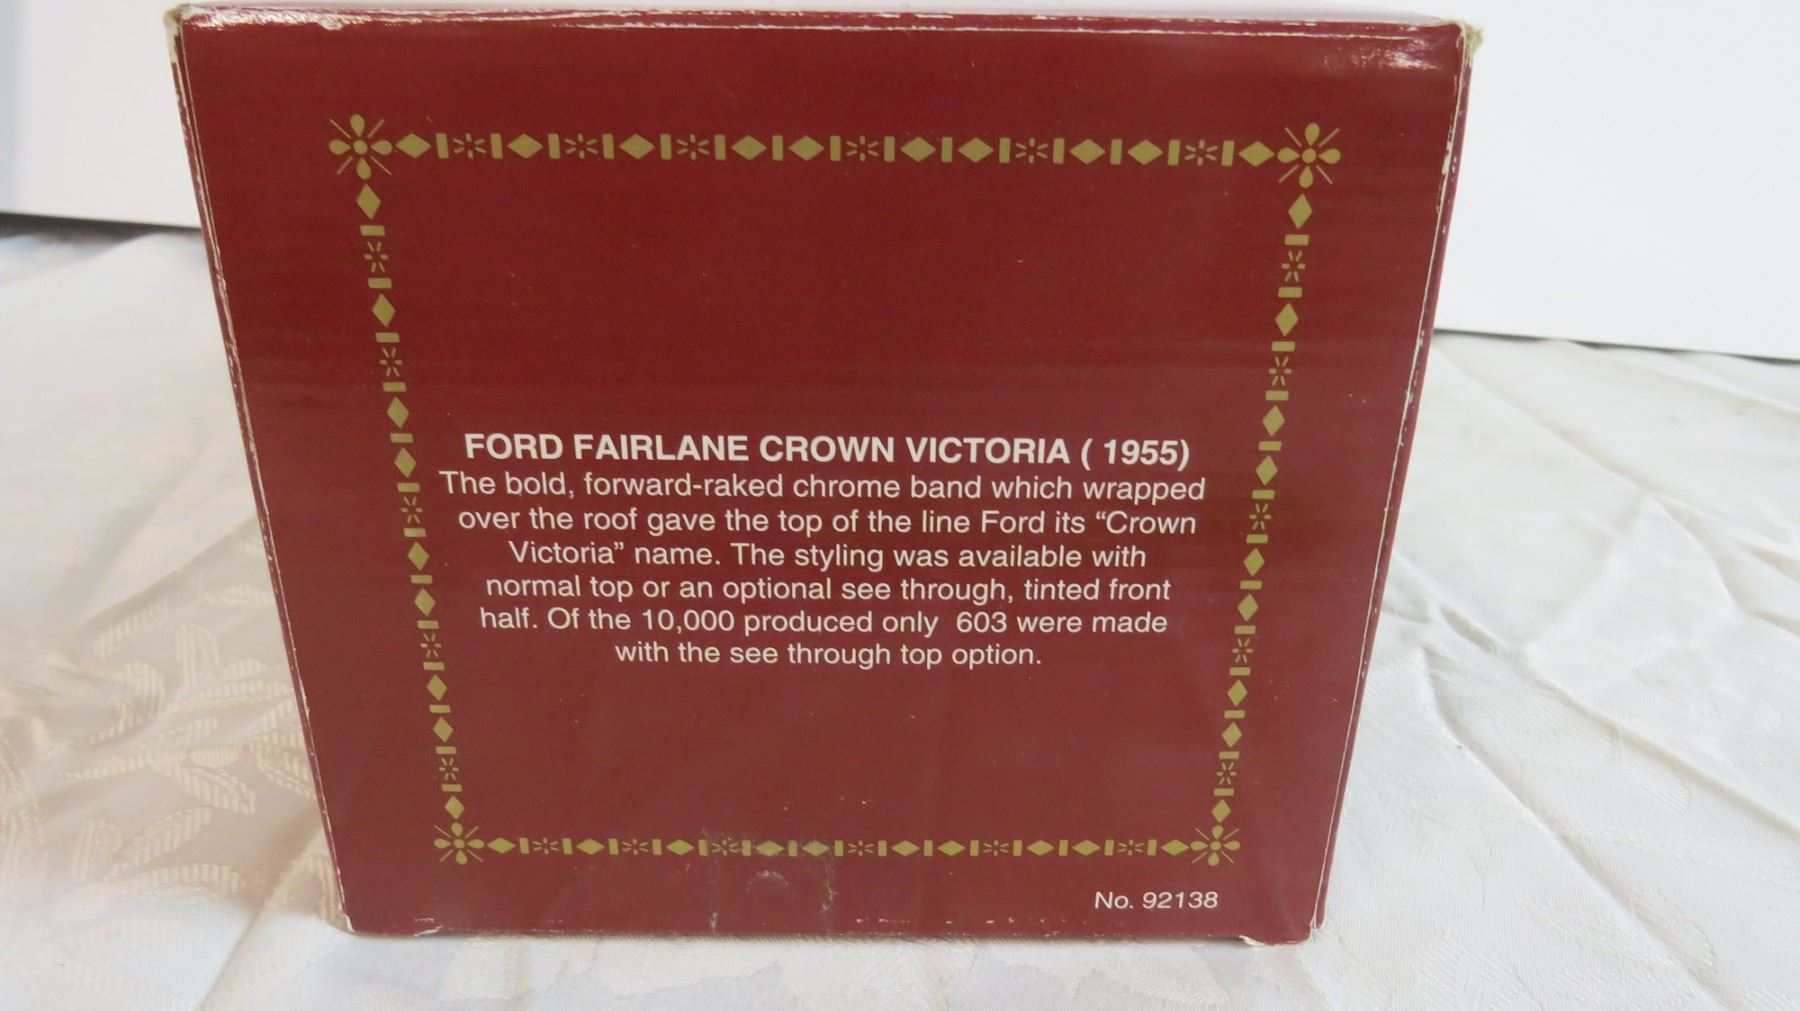 FORD FAIRLANE CROWN VICTORIA ( 1955)
The bold, forward-raked chrome band which wrapped
over the roof gave the top of the line Ford its “Crown
Victoria” name. The styling was available with
normal top or an optional see through, tinted front
half. Of the 10,000 produced only  603 were made
with the see through top option.
No. 92138